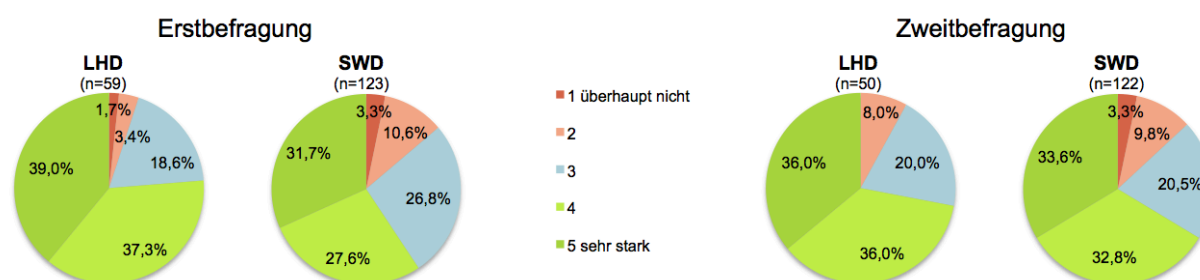 Erstbefragung
LHD
(n=59)
1,7%
3,4%
18,6%
37,3%
39,0%
SWD
(n=123)
3,3%
10,6%
26,8%
27,6%
31,7%
1 überhaupt nicht
2
3
4
5 sehr stark
Zweitbefragung
LHD
(n=50)
8,0%
20,0%
36,0%
36,0%
SWD
(n=122)
3,3%
9,8%
20,5%
32,8%
33,6%